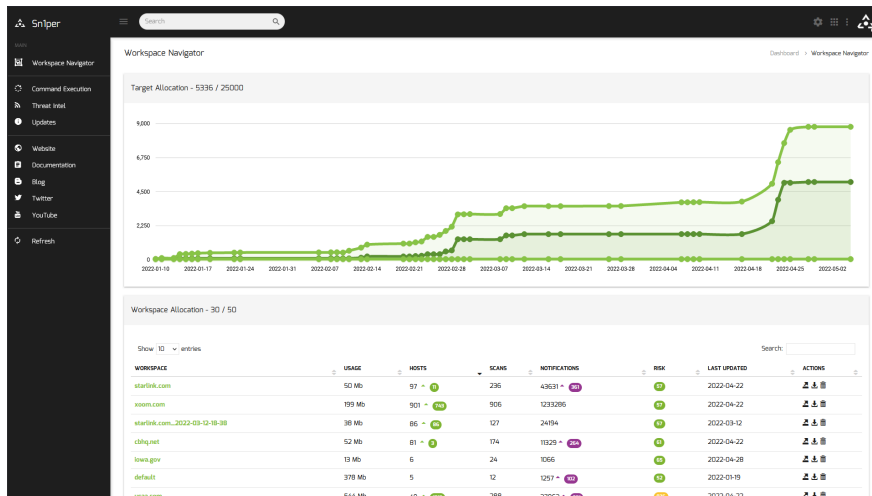 Sn1per
Search
MAIN
Workspace Navigator
Command Execution
Threat Intel
Updates
Website
Documentation
Blog
Twitter
YouTube
Refresh
Workspace Navigator
Dashboard > Workspace Navigator
Target Allocation - 5336 / 25000
9,000
6,750
4,500
2,250
0
2022-01-10 2022-01-17 2022-01-24 2022-01-31 2022-02-07 2022-02-14 2022-02-21 2022-02-28 2022-03-07 2022-03-14 2022-03-21 2022-03-28 2022-04-04 2022-04-11 2022-04-18 2022-04-25 2022-05-02
Workspace Allocation - 30 / 50
Show 10 entries
Search:
WORKSPACE USAGE HOSTS SCANS NOTIFICATIONS RISK LAST UPDATED ACTIONS
starlink.com 50 Mb 97 11 236 43631 361 57 2022-04-22
xoom.com 199 Mb 901 749 906 1233286 57 2022-04-22
starlink.com...2022-03-12-18-38 38 Mb 86 86 127 24194 57 2022-03-12
cbhq.net 52 Mb 81 3 174 11329 264 2022-04-22
iowa.gov 13 Mb 6 24 1066 2022-04-28
default 378 Mb 5 12 1257 102 52 2022-01-19